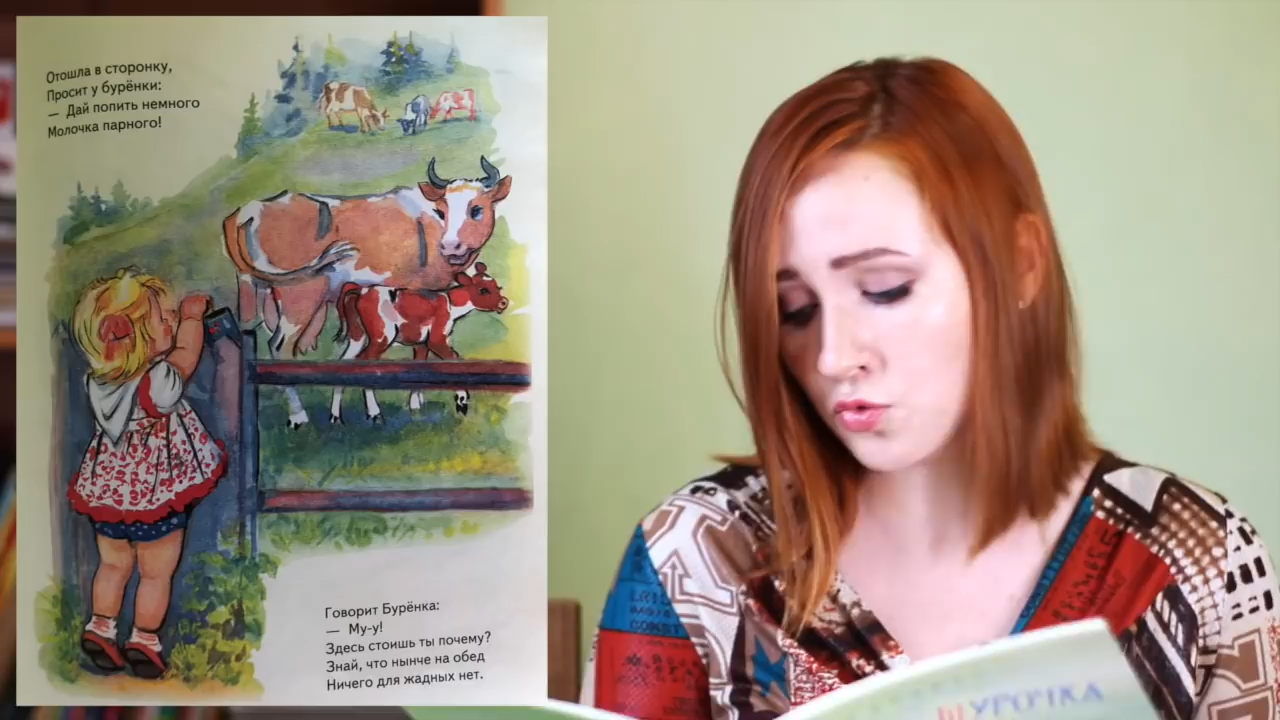 Отошла в сторонку,
Просит у бурёнки:
— Дай попить немного
Молочка парного!
Говорит Бурёнка:
— Му-у!
Здесь стоишь ты почему?
Знай, что нынче на обед
Ничего для жадных нет.